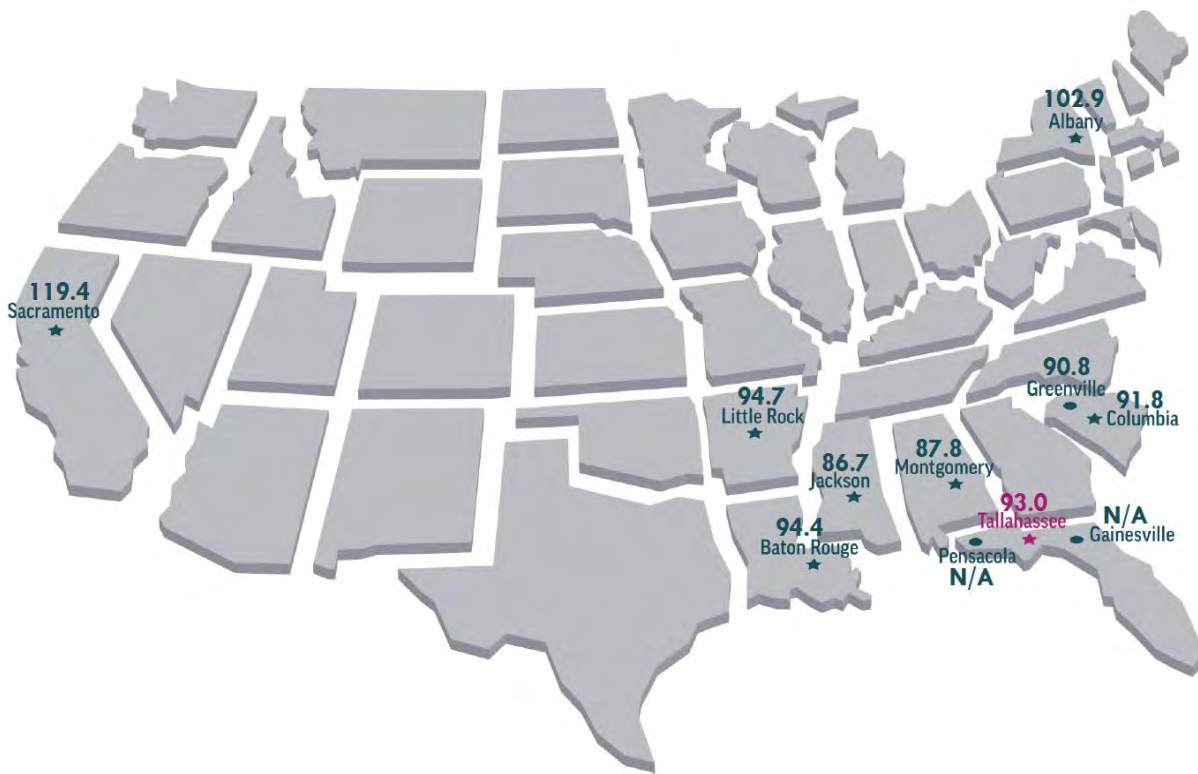 102.9
Albany
119.4
Sacramento
90.8
Greenville
94.7
Little Rock
91.8
Columbia
86.7
Jackson
87.8
Montgomery
93.0
Tallahassee
N/A
Gainesville
94.4
Baton Rouge
Pensacola
N/A